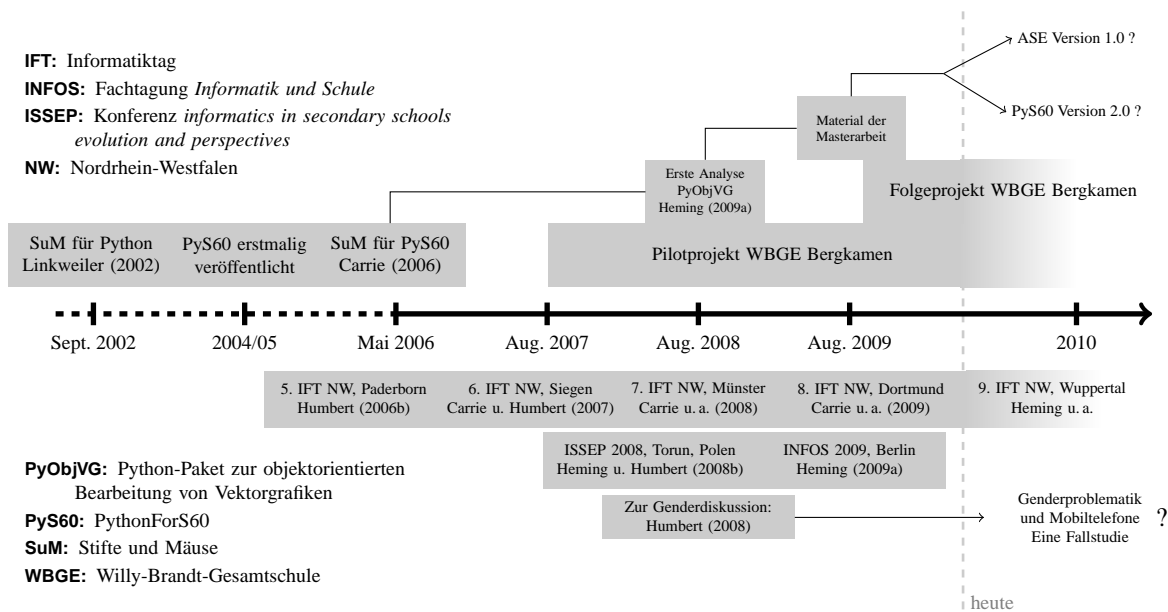 IFT: Informatiktag
INFOS: Fachtagung Informatik und Schule
ISSEP: Konferenz informatics in secondary schools
evolution and perspectives
NW: Nordrhein-Westfalen
ASE Version 1.0 ?
PyS60 Version 2.0 ?
Material der
Masterarbeit
Erste Analyse
PyObjVG
Heming (2009a)
Folgeprojekt WBGE Bergkamen
SuM für Python
Linkweiler (2002)
PyS60 erstmalig
veröffentlicht
SuM für PyS60
Carrie (2006)
Pilotprojekt WBGE Bergkamen
Sept. 2002
2004/05
Mai 2006
Aug. 2007
Aug. 2008
Aug. 2009
2010
5. IFT NW, Paderborn
Humbert (2006b)
6. IFT NW, Siegen
Carrie u. Humbert (2007)
7. IFT NW, Münster
Carrie u. a. (2008)
8. IFT NW, Dortmund
Carrie u. a. (2009)
9. IFT NW, Wuppertal
Heming u. a.
ISSEP 2008, Torun, Polen
Heming u. Humbert (2008b)
INFOS 2009, Berlin
Heming (2009a)
Zur Genderdiskussion:
Humbert (2008)
Genderproblematik
und Mobiltelefone
Eine Fallstudie
?
PyObjVG: Python-Paket zur objektorientierten
Bearbeitung von Vektorgrafiken
PyS60: PythonForS60
SuM: Stifte und Mäuse
WBGE: Willy-Brandt-Gesamtschule
heute